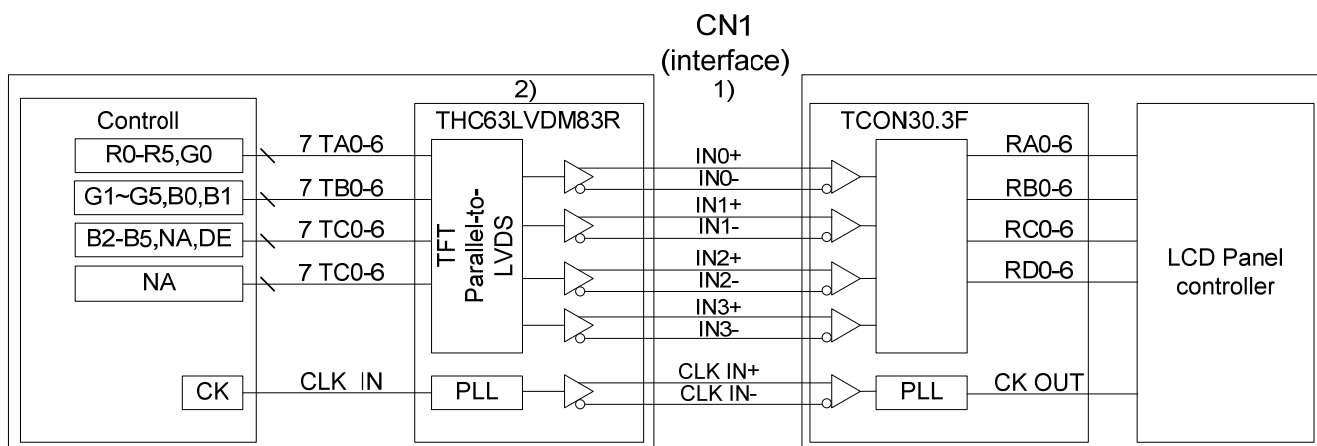 CN1
(interface)
1)
2)
Controll
THC63LVDM83R
TCON30.3F
R0-R5,G0
7 TA0-6
G1~G5,B0,B1
7 TB0-6
B2-B5,NA,DE
7 TC0-6
NA
7 TC0-6
TFT
Parallel-to-
LVDS
IN0+
IN0-
IN1+
IN1-
IN2+
IN2-
IN3+
IN3-
RA0-6
RB0-6
RC0-6
RD0-6
LCD Panel
controller
CK
CLK IN
PLL
CLK IN+
CLK IN-
PLL
CK OUT